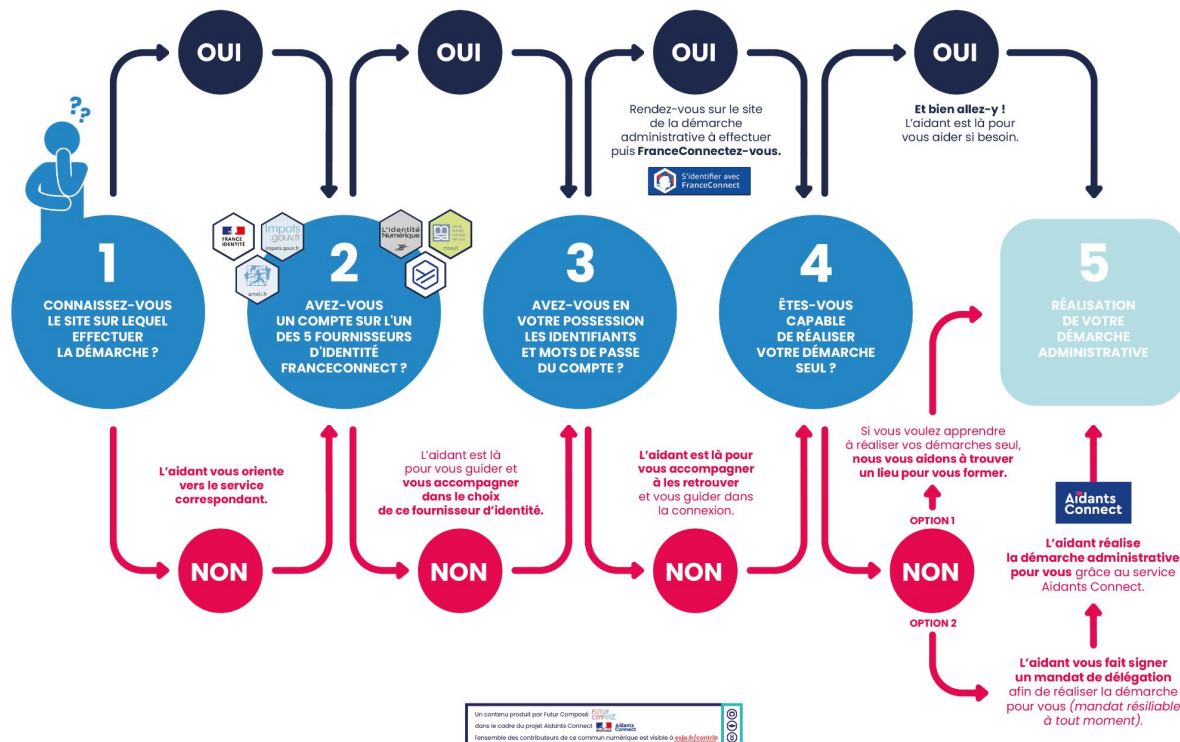 OUI
OUI
OUI
OUI
Rendez-vous sur le site
de la démarche
administrative à effectuer
puis FranceConnectez-vous.
S'identifier avec
FranceConnect
Et bien allez-y !
L'aidant est là pour
vous aider si besoin.
??
?
1
CONNAISSEZ-VOUS
LE SITE SUR LEQUEL
EFFECTUER
LA DÉMARCHE ?
FRANCE
IDENTITÉ
Impots
.gouv.fr
impots.gouv.fr
ameli.fr
L'Identité
Numérique
msa.fr
2
AVEZ-VOUS
UN COMPTE SUR L'UN
DES 5 FOURNISSEURS
D'IDENTITÉ
FRANCECONNECT ?
3
AVEZ-VOUS EN
VOTRE POSSESSION
LES IDENTIFIANTS
ET MOTS DE PASSE
DU COMPTE ?
4
ÊTES-VOUS
CAPABLE
DE RÉALISER
VOTRE DÉMARCHE
SEUL ?
5
RÉALISATION
DE VOTRE
DÉMARCHE
ADMINISTRATIVE
L'aidant vous oriente
vers le service
correspondant.
NON
L'aidant est là
pour vous guider et
vous accompagner
dans le choix
de ce fournisseur d'identité.
NON
L'aidant est là pour
vous accompagner
à les retrouver
et vous guider dans
la connexion.
NON
Si vous voulez apprendre
à réaliser vos démarches seul,
nous vous aidons à trouver
un lieu pour vous former.
OPTION 1
NON
OPTION 2
Aidants
Connect
L'aidant réalise
la démarche administrative
pour vous grâce au service
Aidants Connect.
L'aidant vous fait signer
un mandat de délégation
afin de réaliser la démarche
pour vous (mandat résiliable
à tout moment).
Un contenu produit par Futur Composé FUTUR COMPOSÉ
dans le cadre du projet Aidants Connect Aidants Connect
l'ensemble des contributeurs de ce commun numérique est visible à esja.fr/contrib